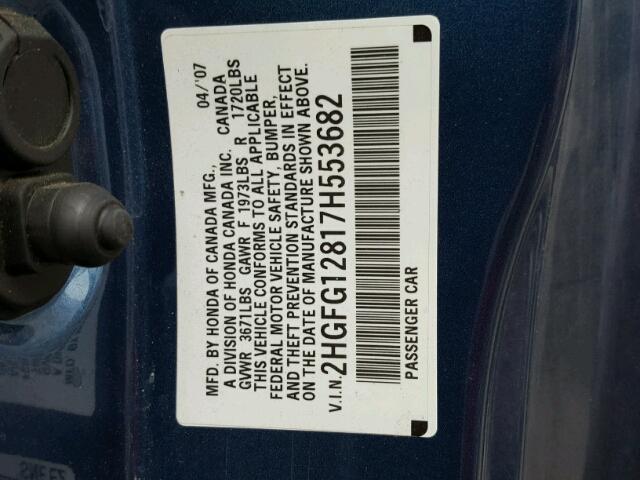 MFD. BY HONDA OF CANADA MFG., 04/'07
A DIVISION OF HONDA CANADA INC. CANADA
GVWR 3671LBS GAWR F 1973LBS R 1720LBS
THIS VEHICLE CONFORMS TO ALL APPLICABLE
FEDERAL MOTOR VEHICLE SAFETY, BUMPER,
AND THEFT PREVENTION STANDARDS IN EFFECT
ON THE DATE OF MANUFACTURE SHOWN ABOVE.
V.I.N. 2HGFG12817H553682
PASSENGER CAR